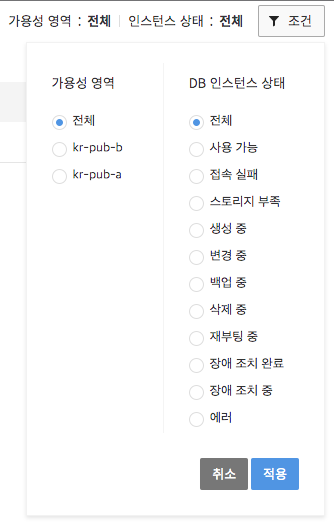 가용성 영역 : 전체 인스턴스 상태 : 전체 조건
가용성 영역
전체
kr-pub-b
kr-pub-a
DB 인스턴스 상태
전체
사용 가능
접속 실패
스토리지 부족
생성 중
변경 중
백업 중
삭제 중
재부팅 중
장애 조치 완료
장애 조치 중
에러
취소 적용